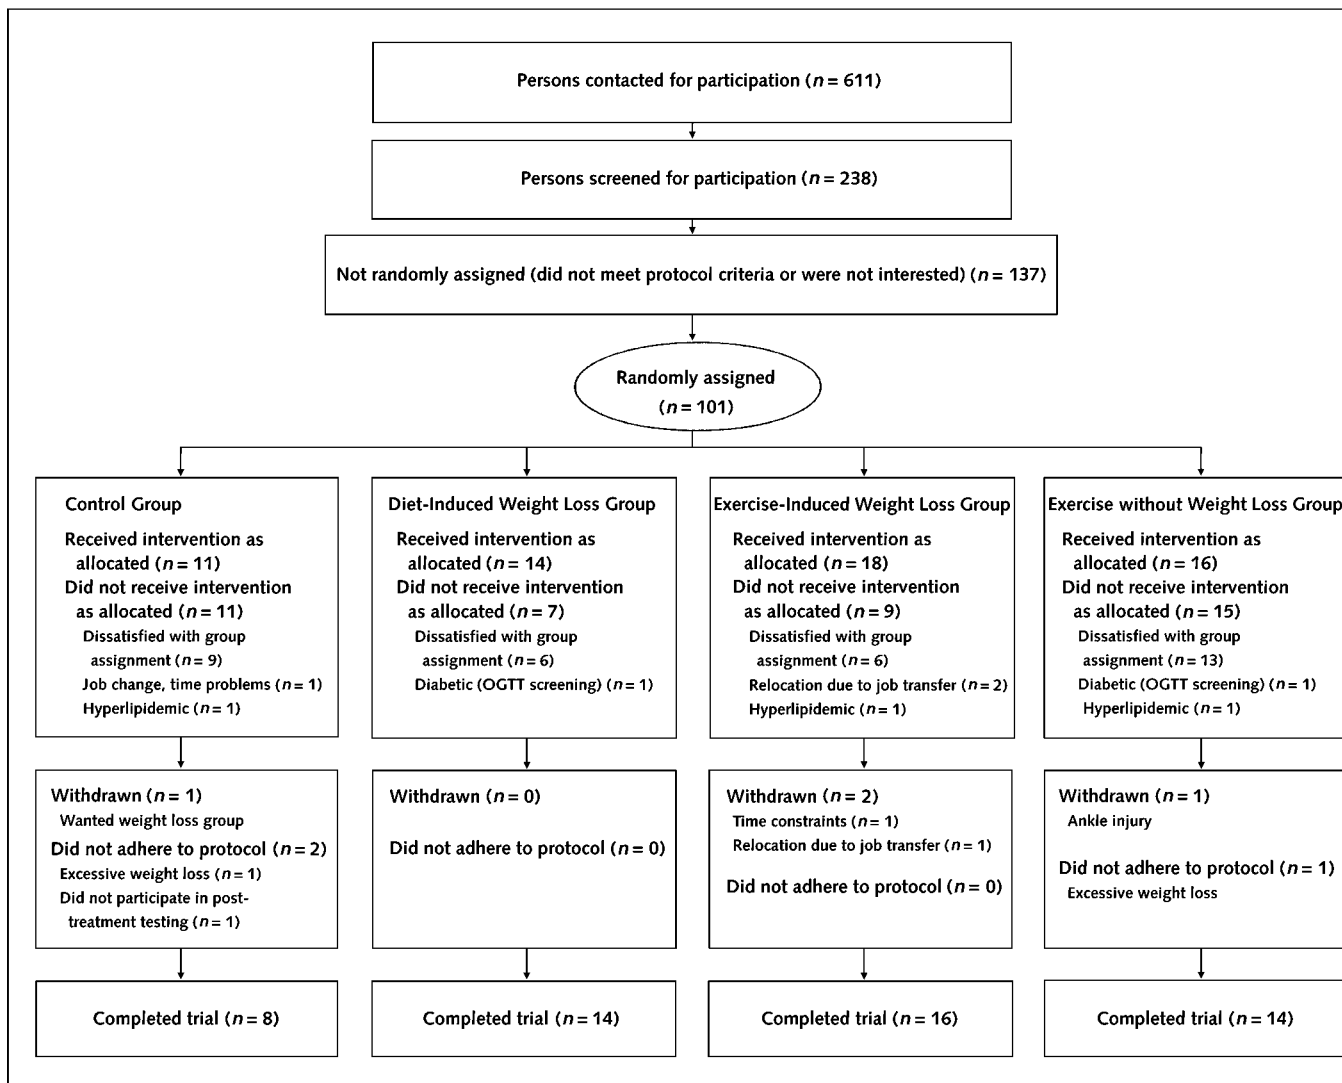 Persons contacted for participation (n = 611)
Persons screened for participation (n = 238)
Not randomly assigned (did not meet protocol criteria or were not interested) (n = 137)
Randomly assigned
(n = 101)
Control Group
Received intervention as
allocated (n = 11)
Did not receive intervention
as allocated (n = 11)
Dissatisfied with group
assignment (n = 9)
Job change, time problems (n = 1)
Hyperlipidemic (n = 1)
Diet-Induced Weight Loss Group
Received intervention as
allocated (n = 14)
Did not receive intervention
as allocated (n = 7)
Dissatisfied with group
assignment (n = 6)
Diabetic (OGTT screening) (n = 1)
Exercise-Induced Weight Loss Group
Received intervention as
allocated (n = 18)
Did not receive intervention
as allocated (n = 9)
Dissatisfied with group
assignment (n = 6)
Relocation due to job transfer (n = 2)
Hyperlipidemic (n = 1)
Exercise without Weight Loss Group
Received intervention as
allocated (n = 16)
Did not receive intervention
as allocated (n = 15)
Dissatisfied with group
assignment (n = 13)
Diabetic (OGTT screening) (n = 1)
Hyperlipidemic (n = 1)
Withdrawn (n = 1)
Wanted weight loss group
Did not adhere to protocol (n = 2)
Excessive weight loss (n = 1)
Did not participate in post-
treatment testing (n = 1)
Withdrawn (n = 0)
Did not adhere to protocol (n = 0)
Withdrawn (n = 2)
Time constraints (n = 1)
Relocation due to job transfer (n = 1)
Did not adhere to protocol (n = 0)
Withdrawn (n = 1)
Ankle injury
Did not adhere to protocol (n = 1)
Excessive weight loss
Completed trial (n = 8)
Completed trial (n = 14)
Completed trial (n = 16)
Completed trial (n = 14)